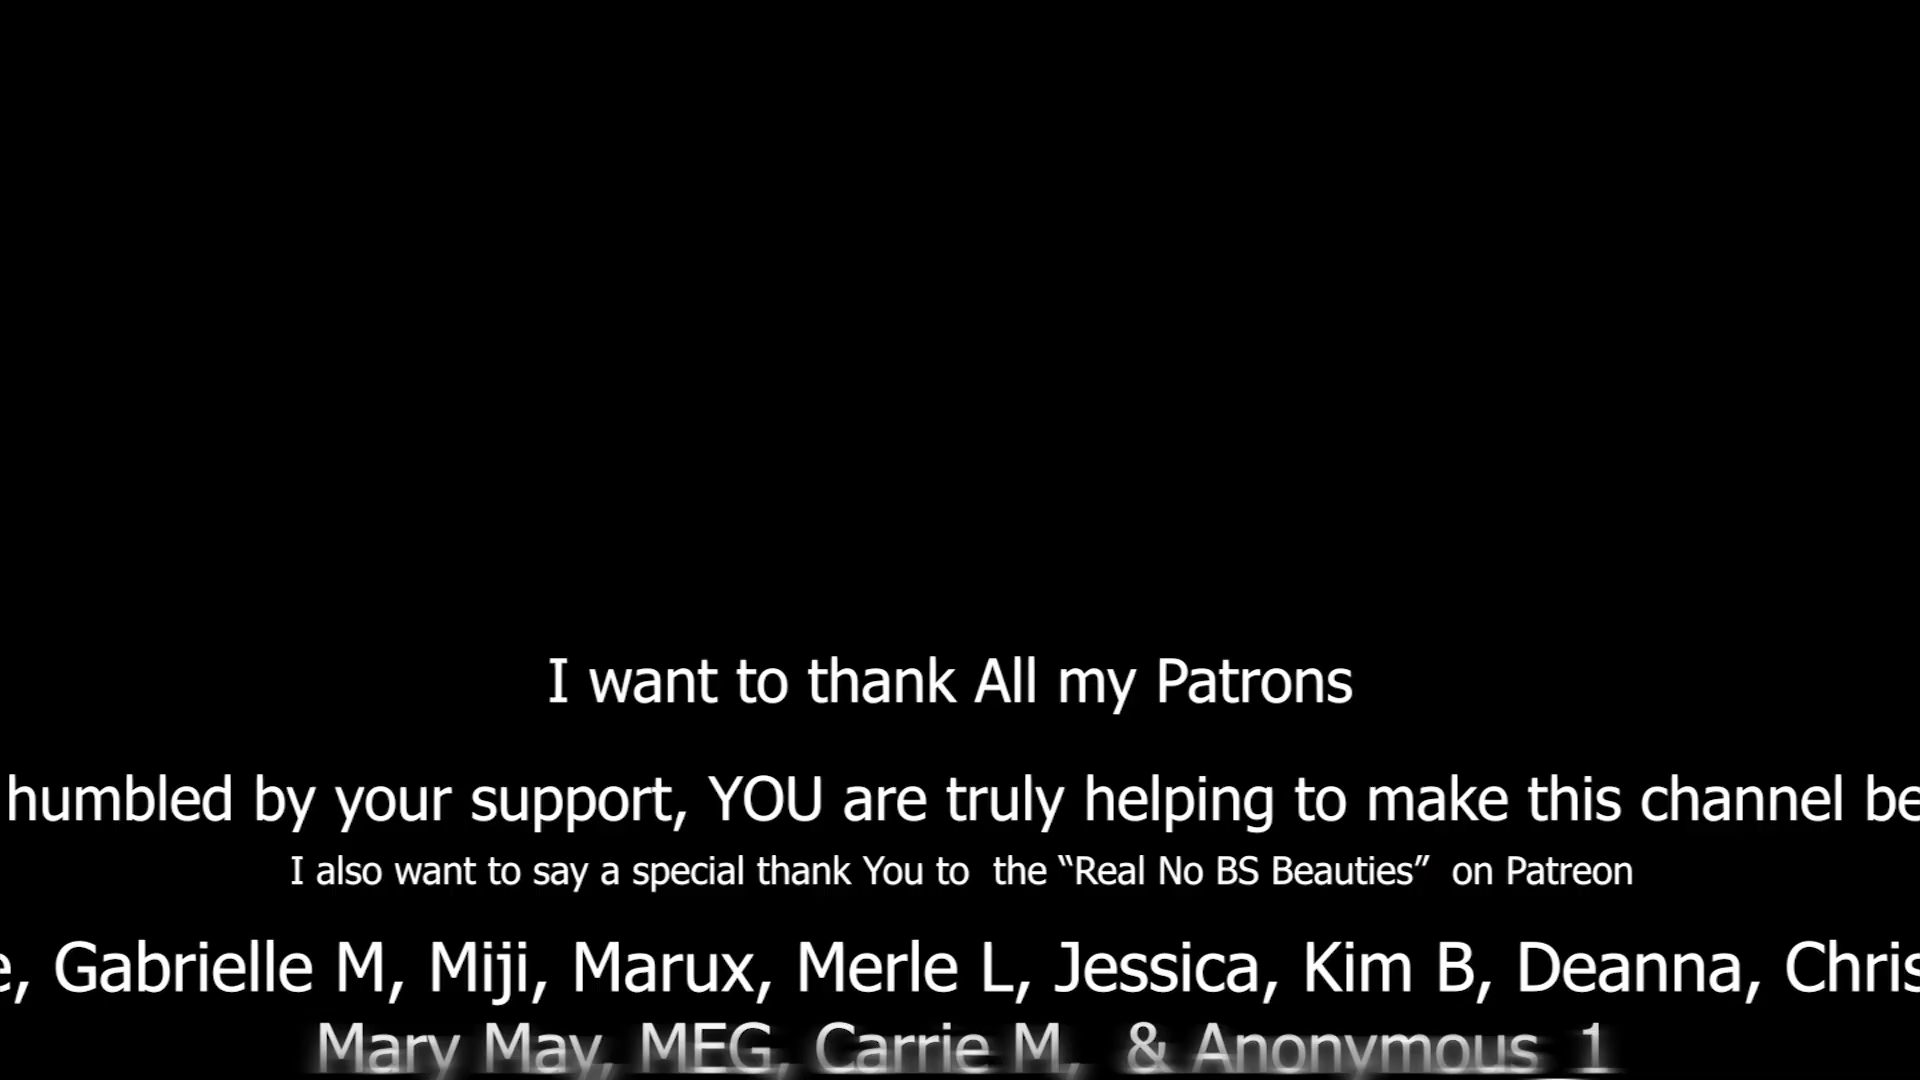 I want to thank All my Patrons
humbled by your support, YOU are truly helping to make this channel be
I also want to say a special thank You to the “Real No BS Beauties” on Patreon
e, Gabrielle M, Miji, Marux, Merle L, Jessica, Kim B, Deanna, Chris
Mary May, MEG, Carrie M, & Anonymous 1